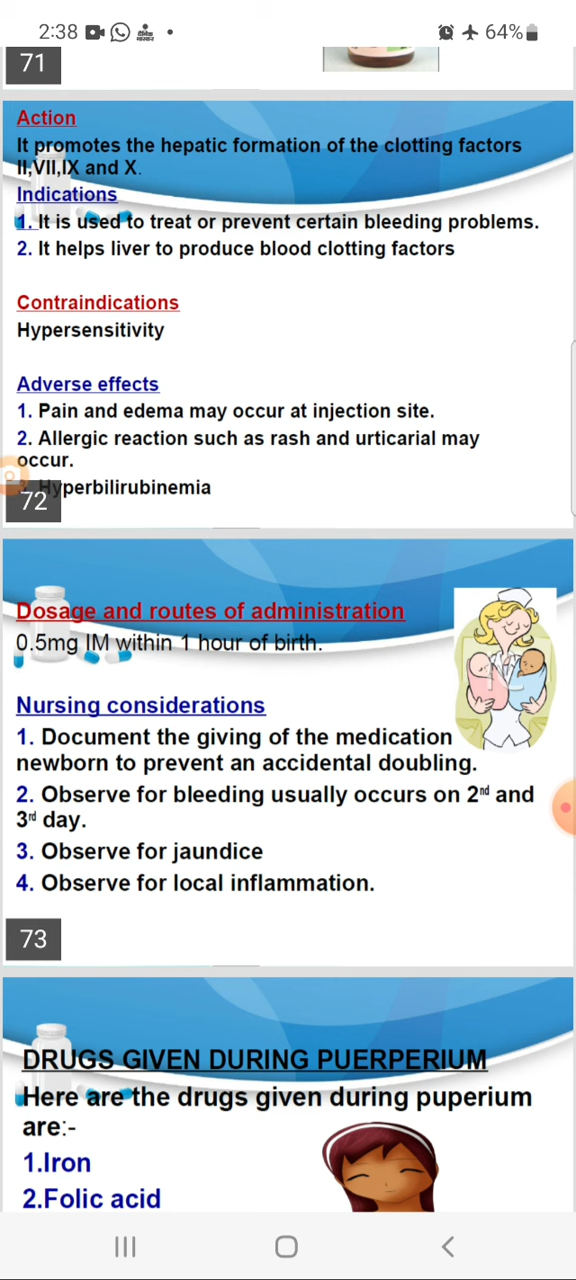 2:38
64%
71
Action
It promotes the hepatic formation of the clotting factors
II,VII,IX and X.
Indications
1. It is used to treat or prevent certain bleeding problems.
2. It helps liver to produce blood clotting factors
Contraindications
Hypersensitivity
Adverse effects
1. Pain and edema may occur at injection site.
2. Allergic reaction such as rash and urticarial may
occur.
Hyperbilirubinemia
72
Dosage and routes of administration
0.5mg IM within 1 hour of birth.
Nursing considerations
1. Document the giving of the medication
newborn to prevent an accidental doubling.
2. Observe for bleeding usually occurs on 2nd and
3rd day.
3. Observe for jaundice
4. Observe for local inflammation.
73
DRUGS GIVEN DURING PUERPERIUM
Here are the drugs given during puperium
are:-
1.Iron
2.Folic acid